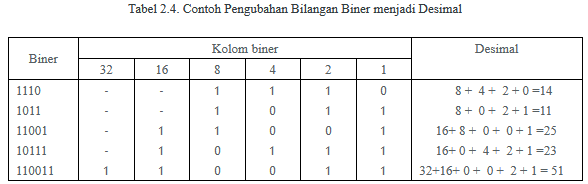 Tabel 2.4. Contoh Pengubahan Bilangan Biner menjadi Desimal
Biner Kolom biner Desimal
32 16 8 4 2 1
1110 - - 1 1 1 0 8 + 4 + 2 + 0 =14
1011 - - 1 0 1 1 8 + 0 + 2 + 1 =11
11001 - 1 1 0 0 1 16+ 8 + 0 + 0 + 1 =25
10111 - 1 0 1 1 1 16+ 0 + 4 + 2 + 1 =23
110011 1 1 0 0 1 1 32+16+ 0 + 0 + 2 + 1 = 51